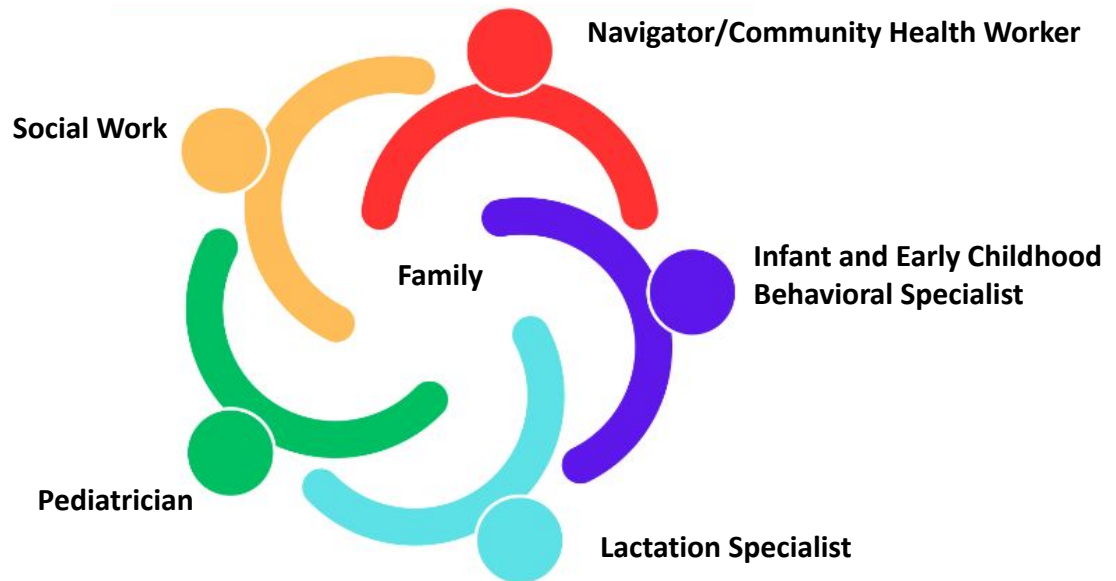 Navigator/Community Health Worker
Social Work
Family
Infant and Early Childhood
Behavioral Specialist
Pediatrician
Lactation Specialist